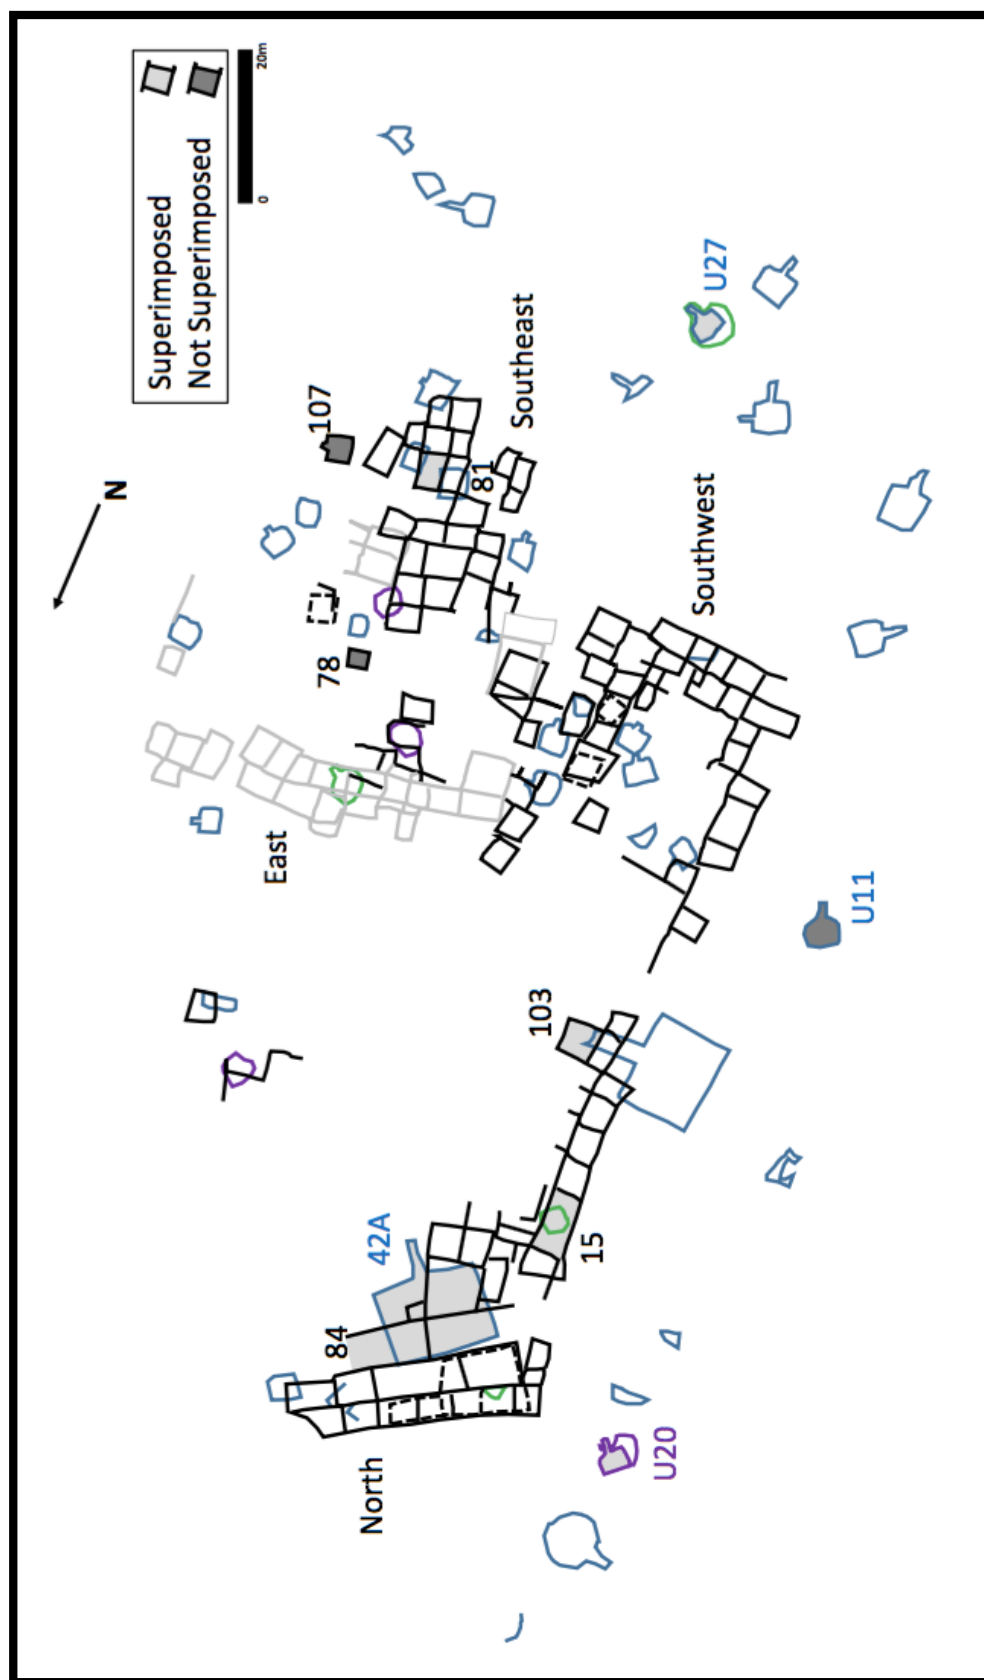 Superimposed
Not Superimposed
0
20m
N
107
Southeast
81
U27
78
Southwest
East
103
U11
42A
84
15
North
U20